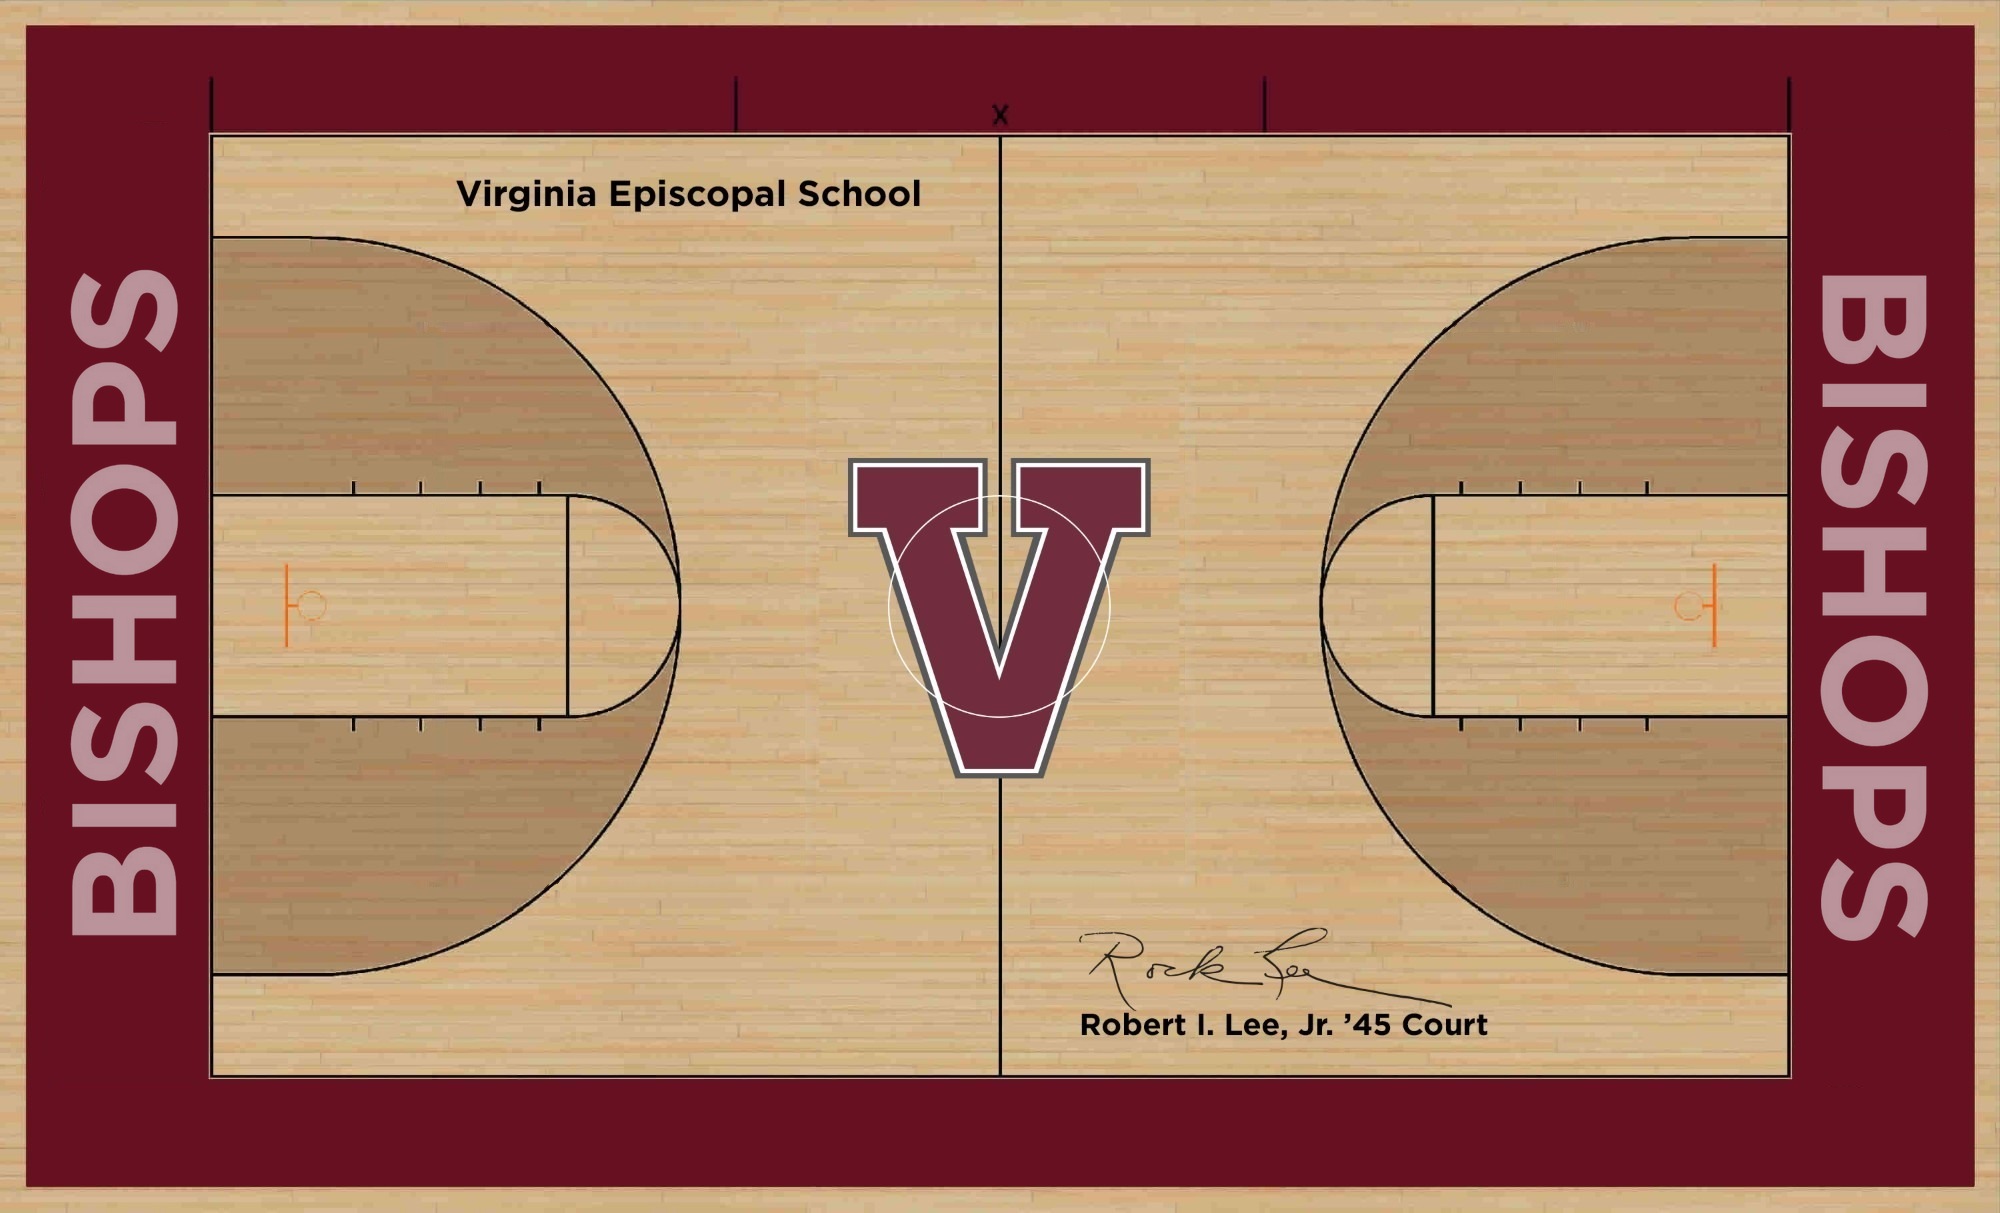 X
Virginia Episcopal School
BISHOPS
V
BISHOPS
Rock Lee
Robert I. Lee, Jr. ’45 Court